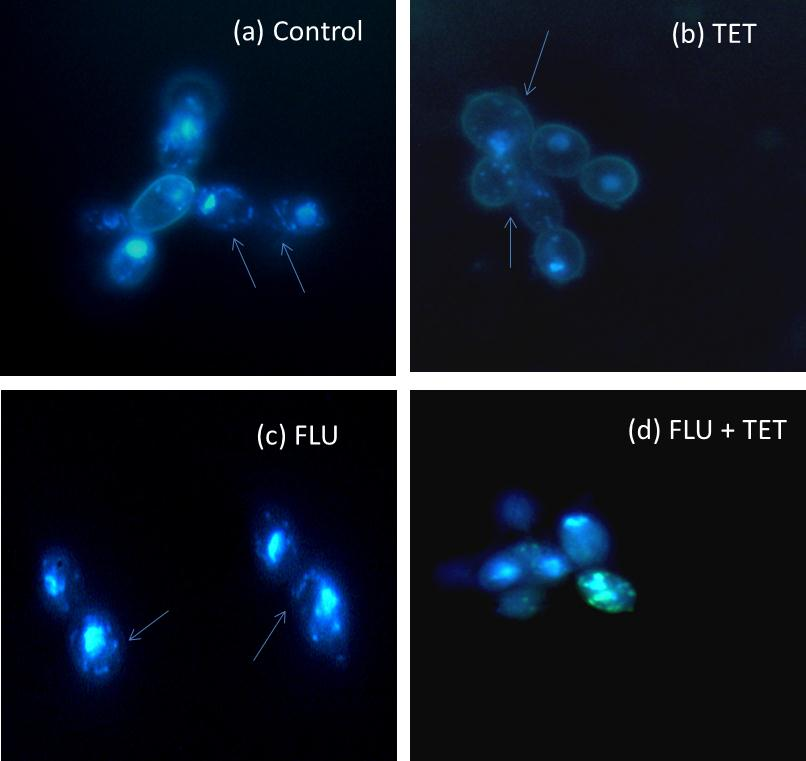 (a) Control
(b) TET
(c) FLU
(d) FLU + TET